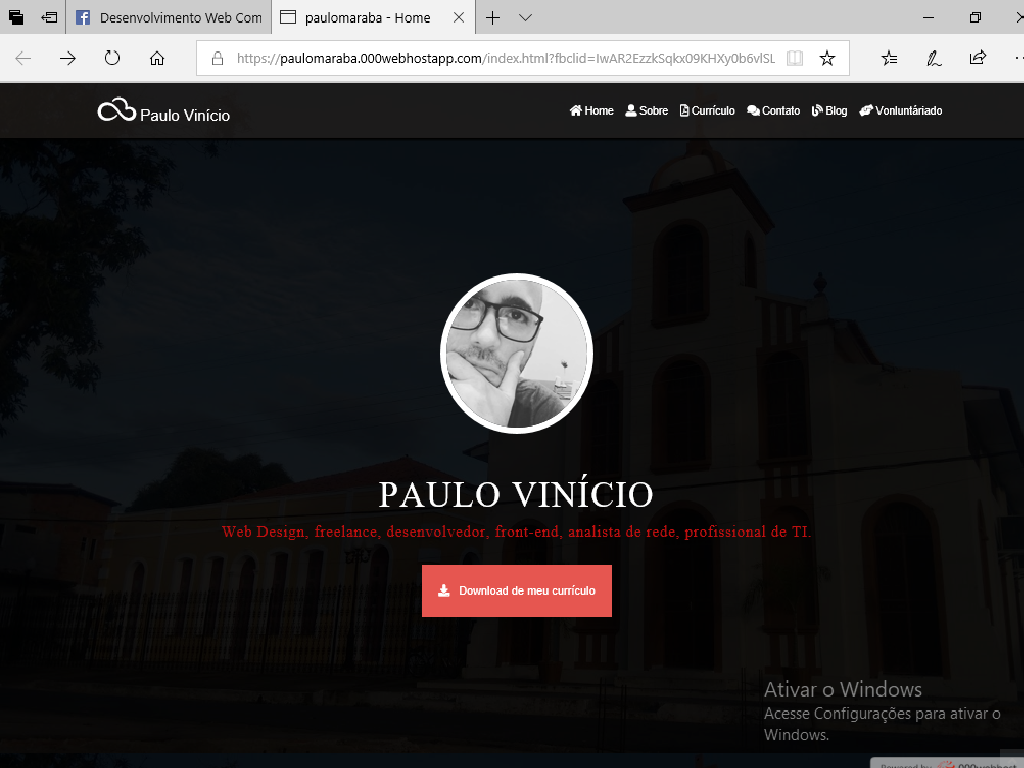 Desenvolvimento Web Com
paulomaraba - Home
https://paulomaraba.000webhostapp.com/index.html?fbclid=IwAR2EzzkSqkxO9KHXy0b6vlSL
Paulo Vinício
Home Sobre Currículo Contato Blog Vonluntáriado
PAULO VINÍCIO
Web Design, freelance, desenvolvedor, front-end, analista de rede, profissional de TI.
Download de meu currículo
Ativar o Windows
Acesse Configurações para ativar o
Windows.
Powered by 000webhost